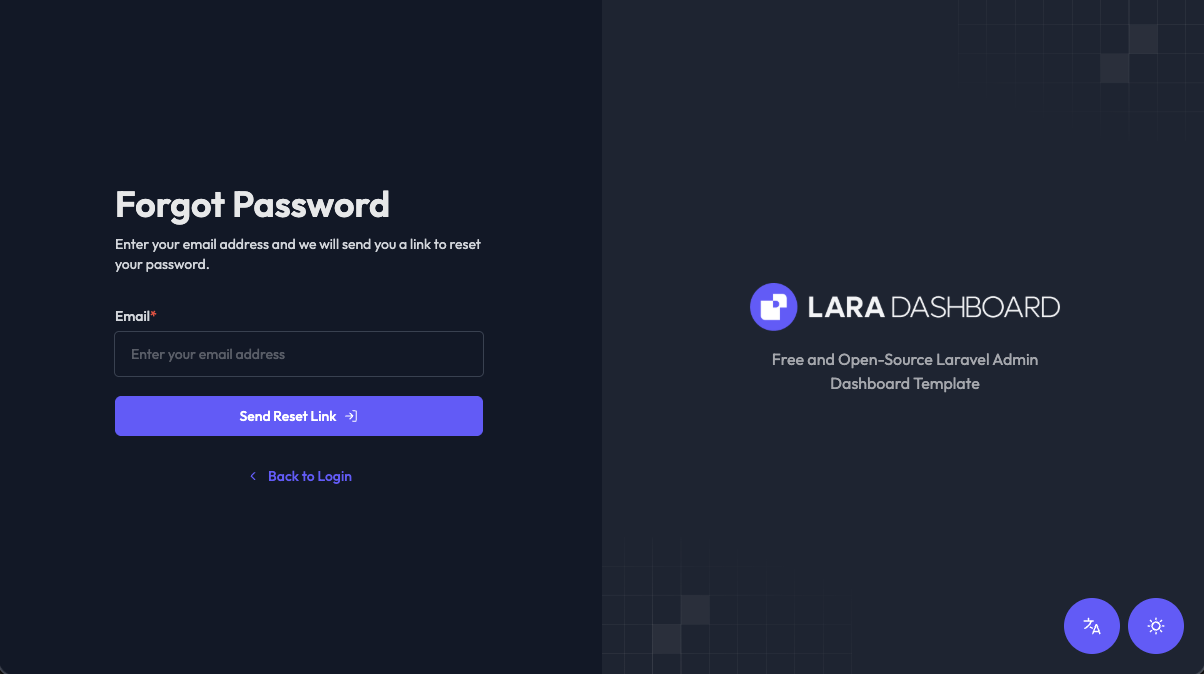 Forgot Password
Enter your email address and we will send you a link to reset
your password.
Email*
Enter your email address
Send Reset Link
Back to Login
LARA DASHBOARD
Free and Open-Source Laravel Admin
Dashboard Template